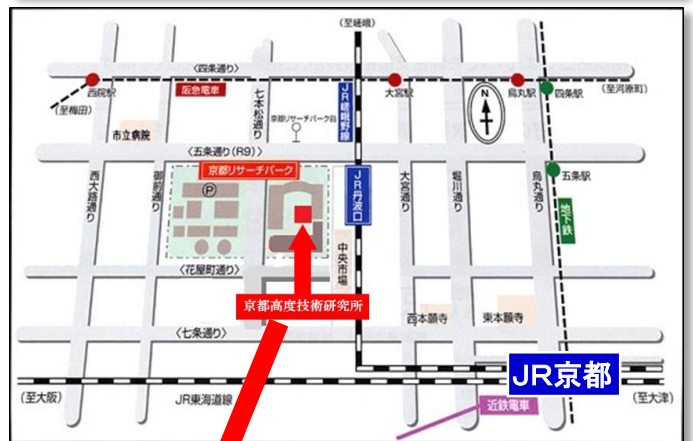 (至嵯峨)
〈四条通り〉
西院駅
阪急電車
大宮駅
烏丸駅
四条駅
(至河原町)
(至梅田)
七本松通り
JR嵯峨野線
N
京都リサーチパーク前
市立病院
〈五条通り(R9)〉
京都リサーチパーク
P
西大路通り
御前通り
JR丹波口
大宮通り
堀川通り
烏丸通り
五条駅
地下鉄
中央市場
〈花屋町通り〉
京都高度技術研究所
西本願寺
東本願寺
〈七条通り〉
JR京都
(至大阪)
JR東海道線
近鉄電車
(至大津)